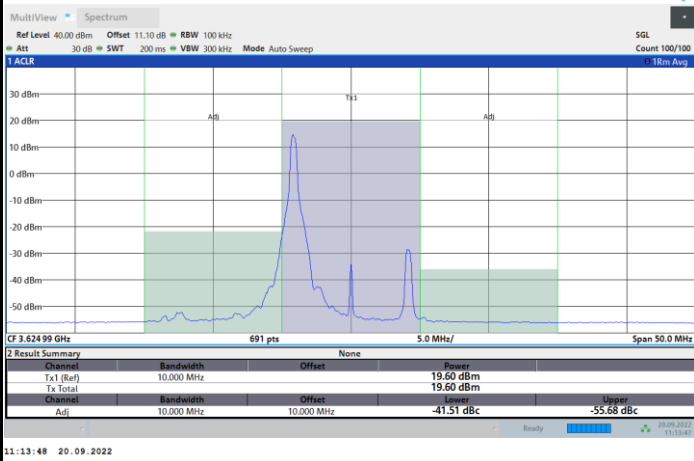 MultiView Spectrum
Ref Level 40.00 dBm Offset 11.10 dB RBW 100 kHz SGL
Att 30 dB SWT 200 ms VBW 300 kHz Mode Auto Sweep Count 100/100
1 ACLR 1Rm Avg
Tx1
30 dBm
Adj Adj
20 dBm
10 dBm
0 dBm
-10 dBm
-20 dBm
-30 dBm
-40 dBm
-50 dBm
CF 3.624 99 GHz 691 pts 5.0 MHz/ Span 50.0 MHz
2 Result Summary None
Channel Bandwidth Offset Power
Tx1 (Ref) 10.000 MHz 19.60 dBm
Tx Total 19.60 dBm
Channel Bandwidth Offset Lower Upper
Adj 10.000 MHz 10.000 MHz -41.51 dBc -55.68 dBc
Ready 20.09.2022
11:13:47
11:13:48 20.09.2022